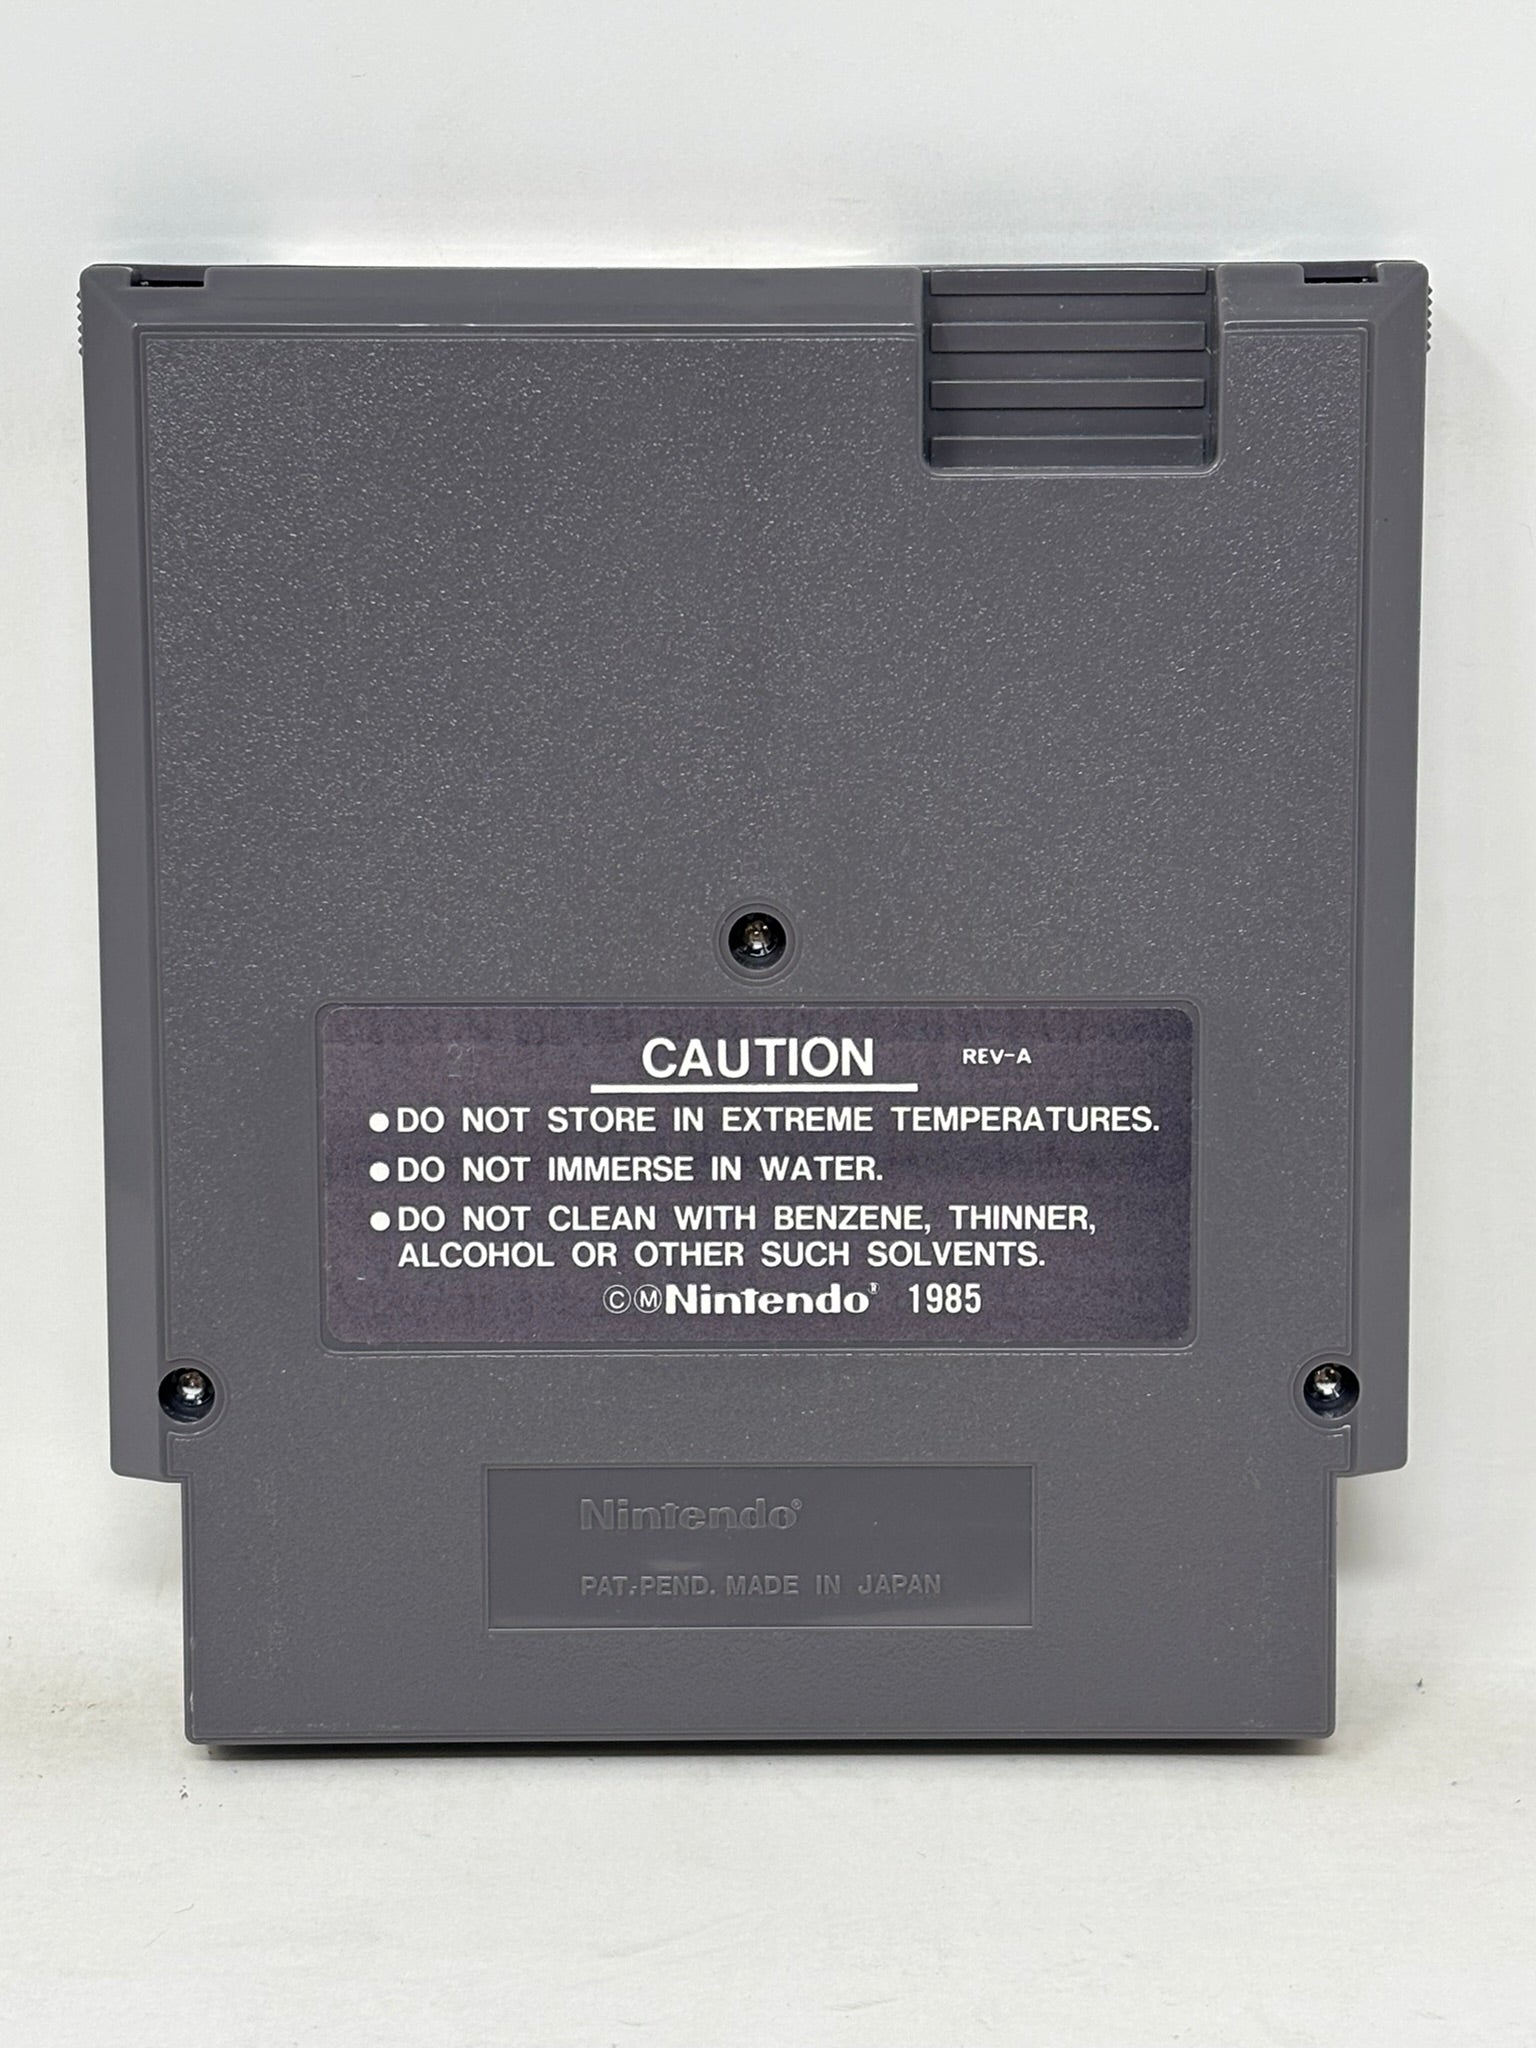 CAUTION REV-A
●DO NOT STORE IN EXTREME TEMPERATURES.
●DO NOT IMMERSE IN WATER.
●DO NOT CLEAN WITH BENZENE, THINNER,
ALCOHOL OR OTHER SUCH SOLVENTS.
ⒸⓂNintendo® 1985
Nintendo®
PAT.PEND. MADE IN JAPAN